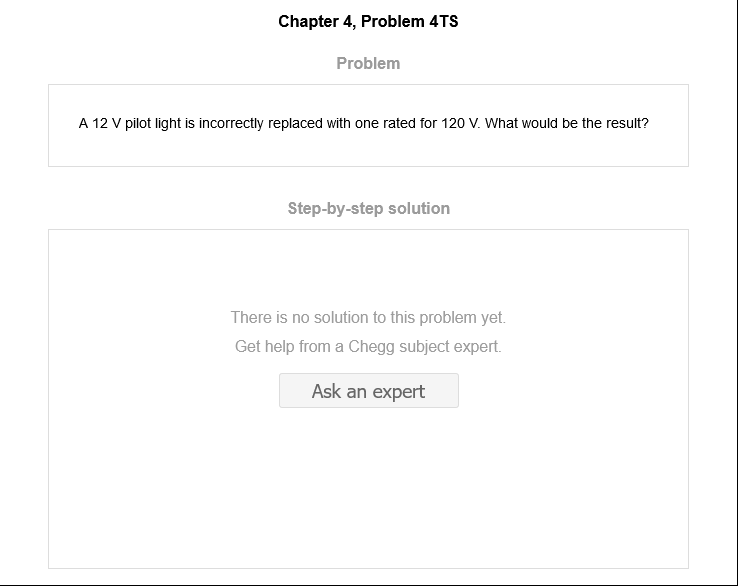 Chapter 4, Problem 4TS
Problem
A 12 V pilot light is incorrectly replaced with one rated for 120 V. What would be the result?
Step-by-step solution
There is no solution to this problem yet.
Get help from a Chegg subject expert.
Ask an expert